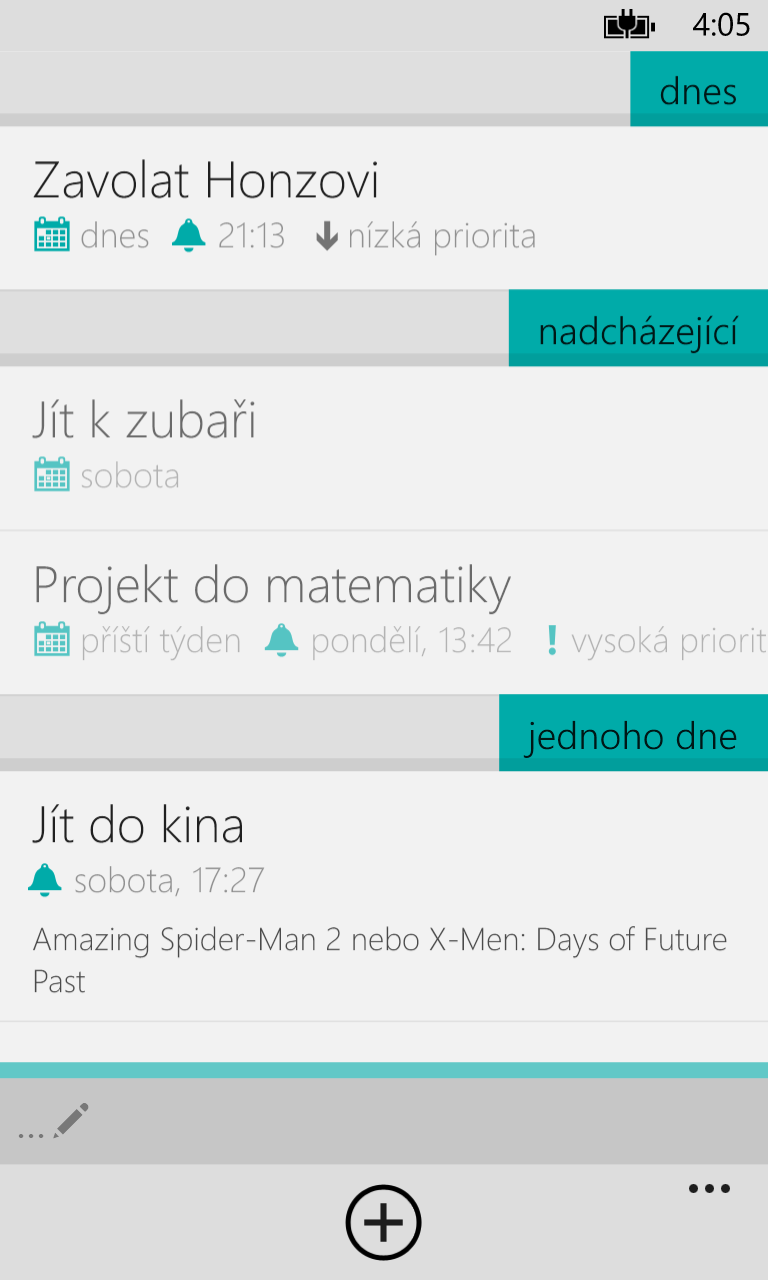 4:05
dnes
Zavolat Honzovi
dnes 21:13 nízká priorita
nadcházející
Jít k zubaři
sobota
Projekt do matematiky
příští týden pondělí, 13:42 ! vysoká priorit
jednoho dne
Jít do kina
sobota, 17:27
Amazing Spider-Man 2 nebo X-Men: Days of Future
Past
...